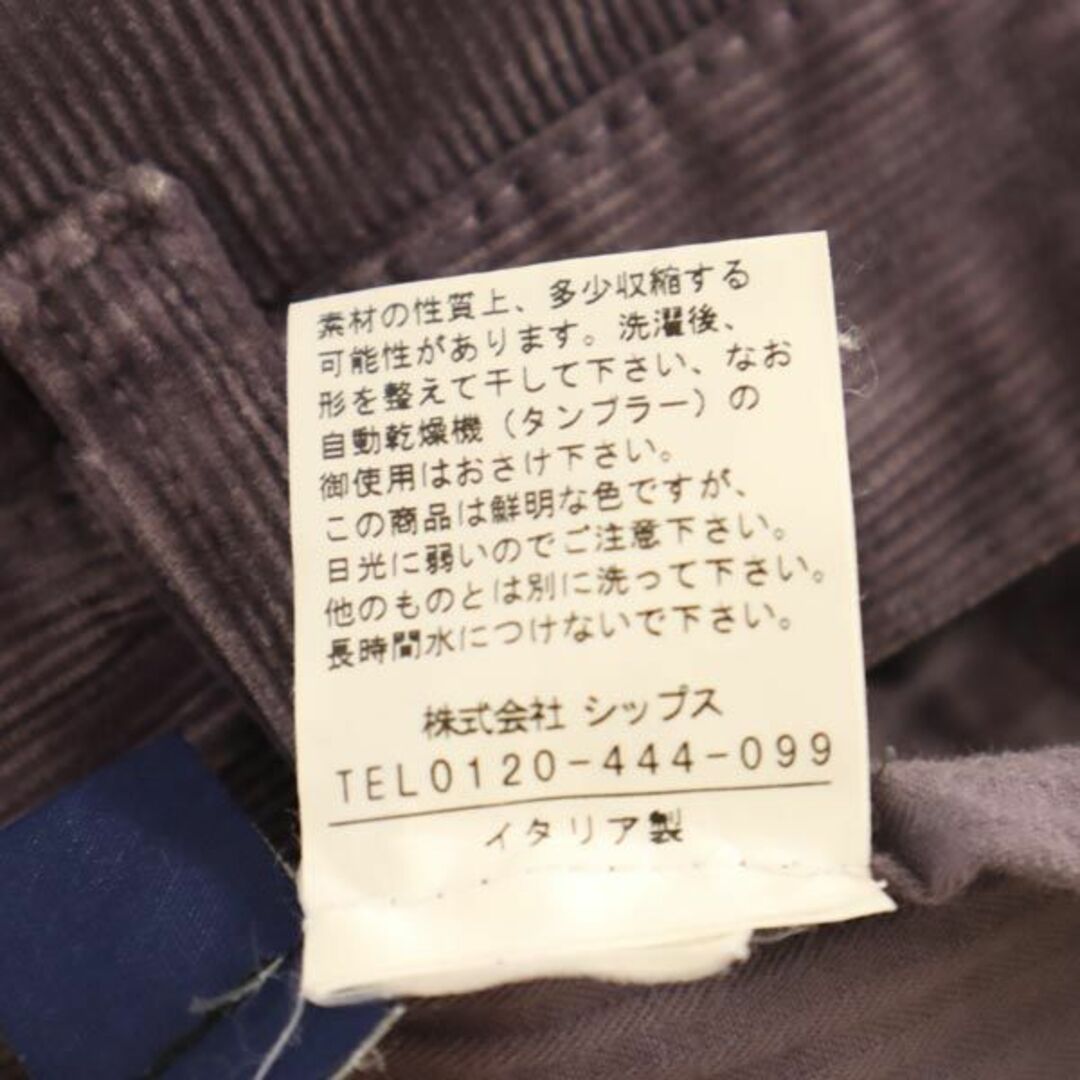 素材の性質上、多少収縮する
可能性があります。洗濯後、
形を整えて干して下さい、なお
自動乾燥機（タンブラー）の
御使用はおさけ下さい。
この商品は鮮明な色ですが、
日光に弱いのでご注意下さい。
他のものとは別に洗って下さい。
長時間水につけないで下さい。
株式会社 シップス
TEL0120-444-099
イタリア製